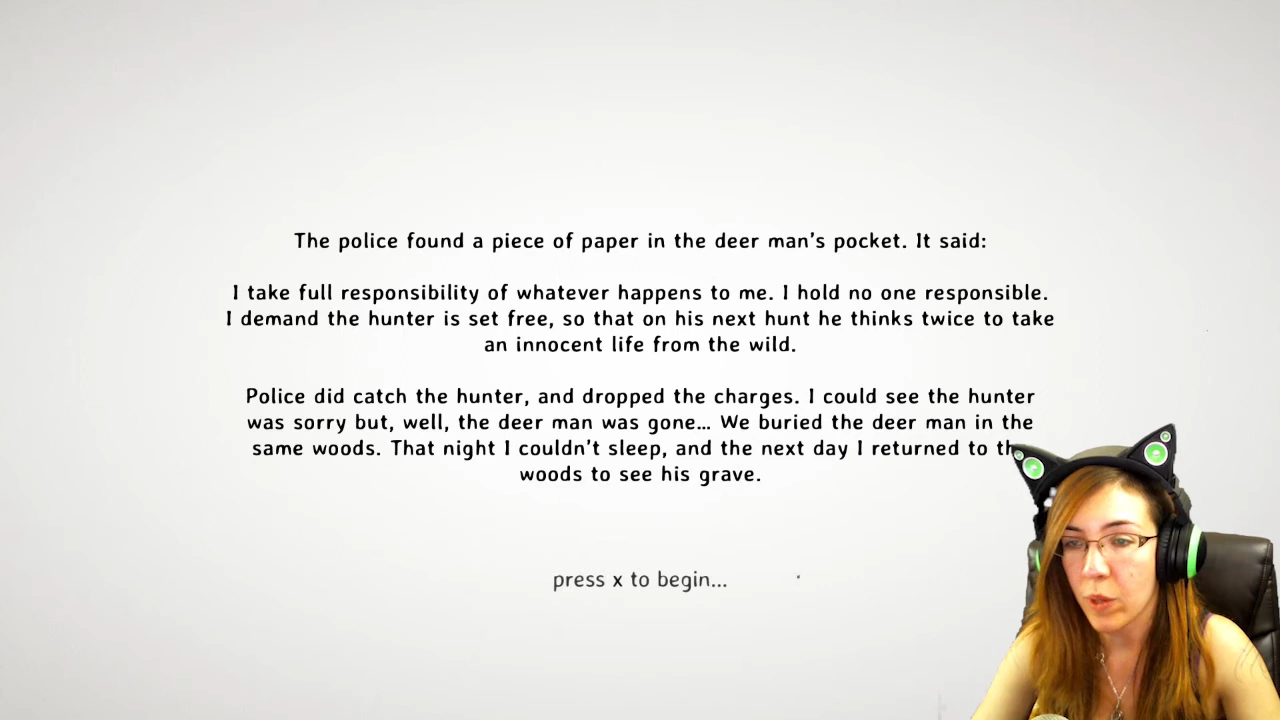 The police found a piece of paper in the deer man's pocket. It said:
I take full responsibility of whatever happens to me. I hold no one responsible.
I demand the hunter is set free, so that on his next hunt he thinks twice to take
an innocent life from the wild.
Police did catch the hunter, and dropped the charges. I could see the hunter
was sorry but, well, the deer man was gone... We buried the deer man in the
same woods. That night I couldn't sleep, and the next day I returned to
woods to see his grave.
press x to begin...